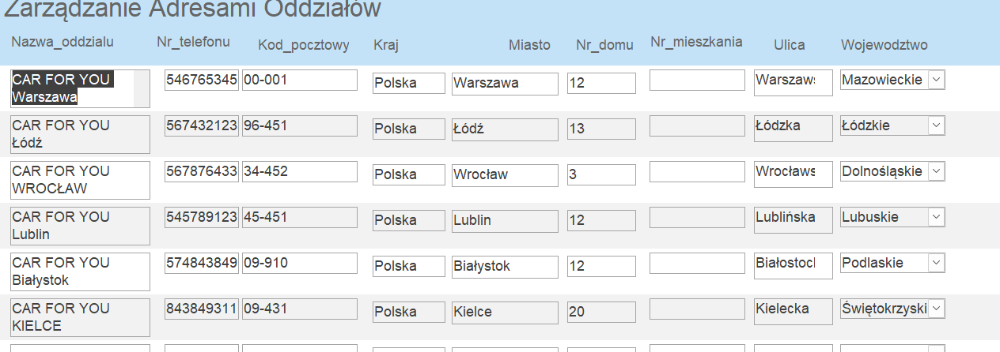 Zarządzanie Adresami Oddziałów
Nazwa_oddzialu Nr_telefonu Kod_pocztowy Kraj Miasto Nr_domu Nr_mieszkania Ulica Wojewodztwo
CAR FOR YOU 546765345 00-001 Polska Warszawa 12 Warszaws Mazowieckie
Warszawa
CAR FOR YOU 567432123 96-451 Polska Łódź 13 Łódzka Łódzkie
Łódź
CAR FOR YOU 567876433 34-452 Polska Wrocław 3 Wrocławs Dolnośląskie
WROCŁAW
CAR FOR YOU 545789123 45-451 Polska Lublin 12 Lublińska Lubuskie
Lublin
CAR FOR YOU 574843849 09-910 Polska Białystok 12 Białostocl Podlaskie
Białystok
CAR FOR YOU 843849311 09-431 Polska Kielce 20 Kielecka Świętokrzyski
KIELCE